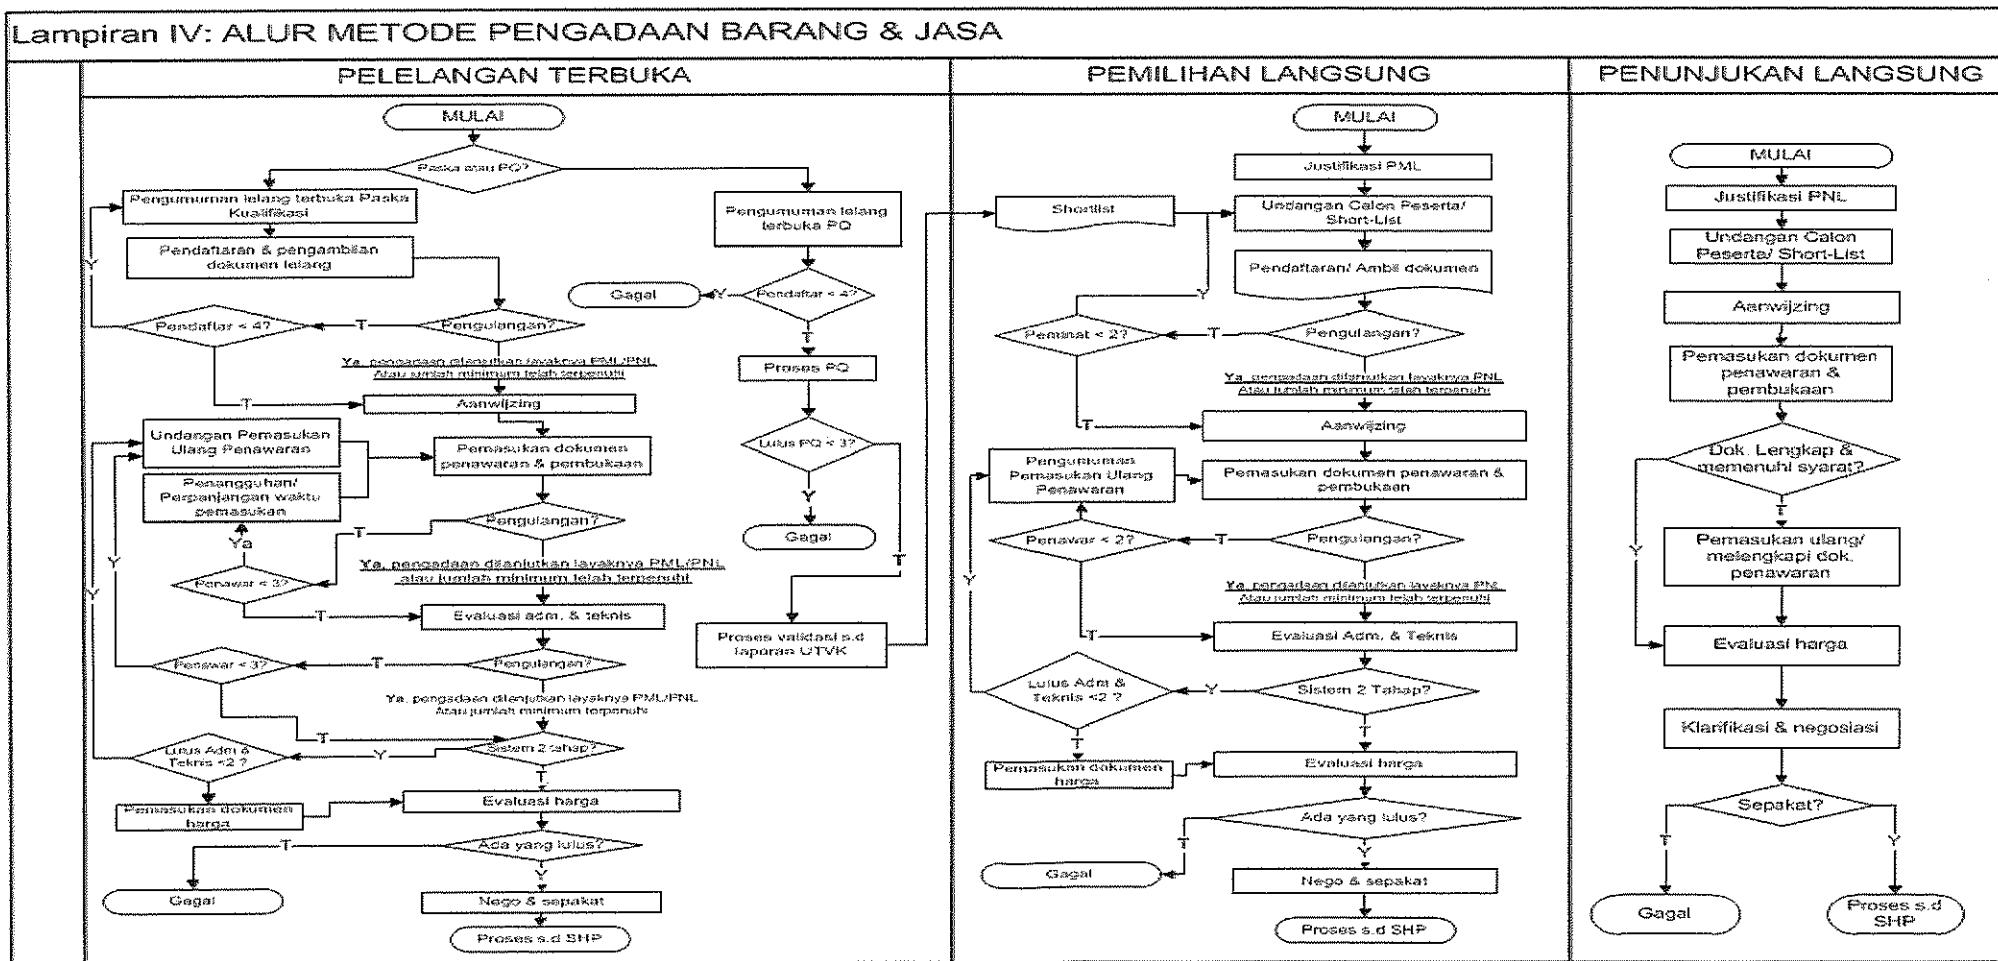 Lampiran IV: ALUR METODE PENGADAAN BARANG & JASA
PELELANGAN TERBUKA
MULAI
Paska atau PQ?
Pengumuman lelang terbuka Paska
Kualifikasi
Pendaftaran & pengambilan
dokumen lelang
Pengumuman lelang
terbuka PQ
Y
Gagal
Y
Pendaftar < 4?
Pendaftar < 4?
T
Pengulangan?
T
Ya, pengadaan dilanjutkan layaknya PML/PNL
Atau jumlah minimum telah terpenuhi
Proses PQ
T
Aanwijzing
Undangan Pemasukan
Ulang Penawaran
Pemasukan dokumen
penawaran & pembukaan
Lulus PQ < 3?
Penangguhan/
Perpanjangan waktu
pemasukan
Y
Pengulangan?
T
Gagal
Ya
T
Y
Ya, pengadaan dilanjutkan layaknya PML/PNL
atau jumlah minimum telah terpenuhi
Penawar < 3?
Y
T
Evaluasi adm. & teknis
Proses validasi s.d
laporan UTVK
Penawar < 3?
T
Pengulangan?
Ya, pengadaan dilanjutkan layaknya PML/PNL
Atau jumlah minimum terpenuhi
T
Lulus Adm &
Teknis <2 ?
Y
Sistem 2 tahap?
T
Pemasukan dokumen
harga
Evaluasi harga
T
Ada yang lulus?
Y
Gagal
Nego & sepakat
Proses s.d SHP
PEMILIHAN LANGSUNG
MULAI
Justifikasi PML
Shortlist
Undangan Calon Peserta/
Short-List
Pendaftaran/ Ambil dokumen
Y
Peminat < 2?
T
Pengulangan?
Ya, pengadaan dilanjutkan layaknya PNL
Atau jumlah minimum telah terpenuhi
T
Aanwijzing
Pengumuman
Pemasukan Ulang
Penawaran
Pemasukan dokumen penawaran &
pembukaan
Penawar < 2?
T
Pengulangan?
Y
Ya, pengadaan dilanjutkan layaknya PNL
Atau jumlah minimum telah terpenuhi
T
Evaluasi Adm. & Teknis
Lulus Adm &
Teknis <2 ?
Y
Sistem 2 Tahap?
T
T
Pemasukan dokumen
harga
Evaluasi harga
Ada yang lulus?
T
Y
Gagal
Nego & sepakat
Proses s.d SHP
PENUNJUKAN LANGSUNG
MULAI
Justifikasi PNL
Undangan Calon
Peserta/ Short-List
Aanwijzing
Pemasukan dokumen
penawaran &
pembukaan
Dok. Lengkap &
memenuhi syarat?
T
Y
Pemasukan ulang/
melengkapi dok.
penawaran
Evaluasi harga
Klarifikasi & negosiasi
Sepakat?
T
Y
Gagal
Proses s.d
SHP